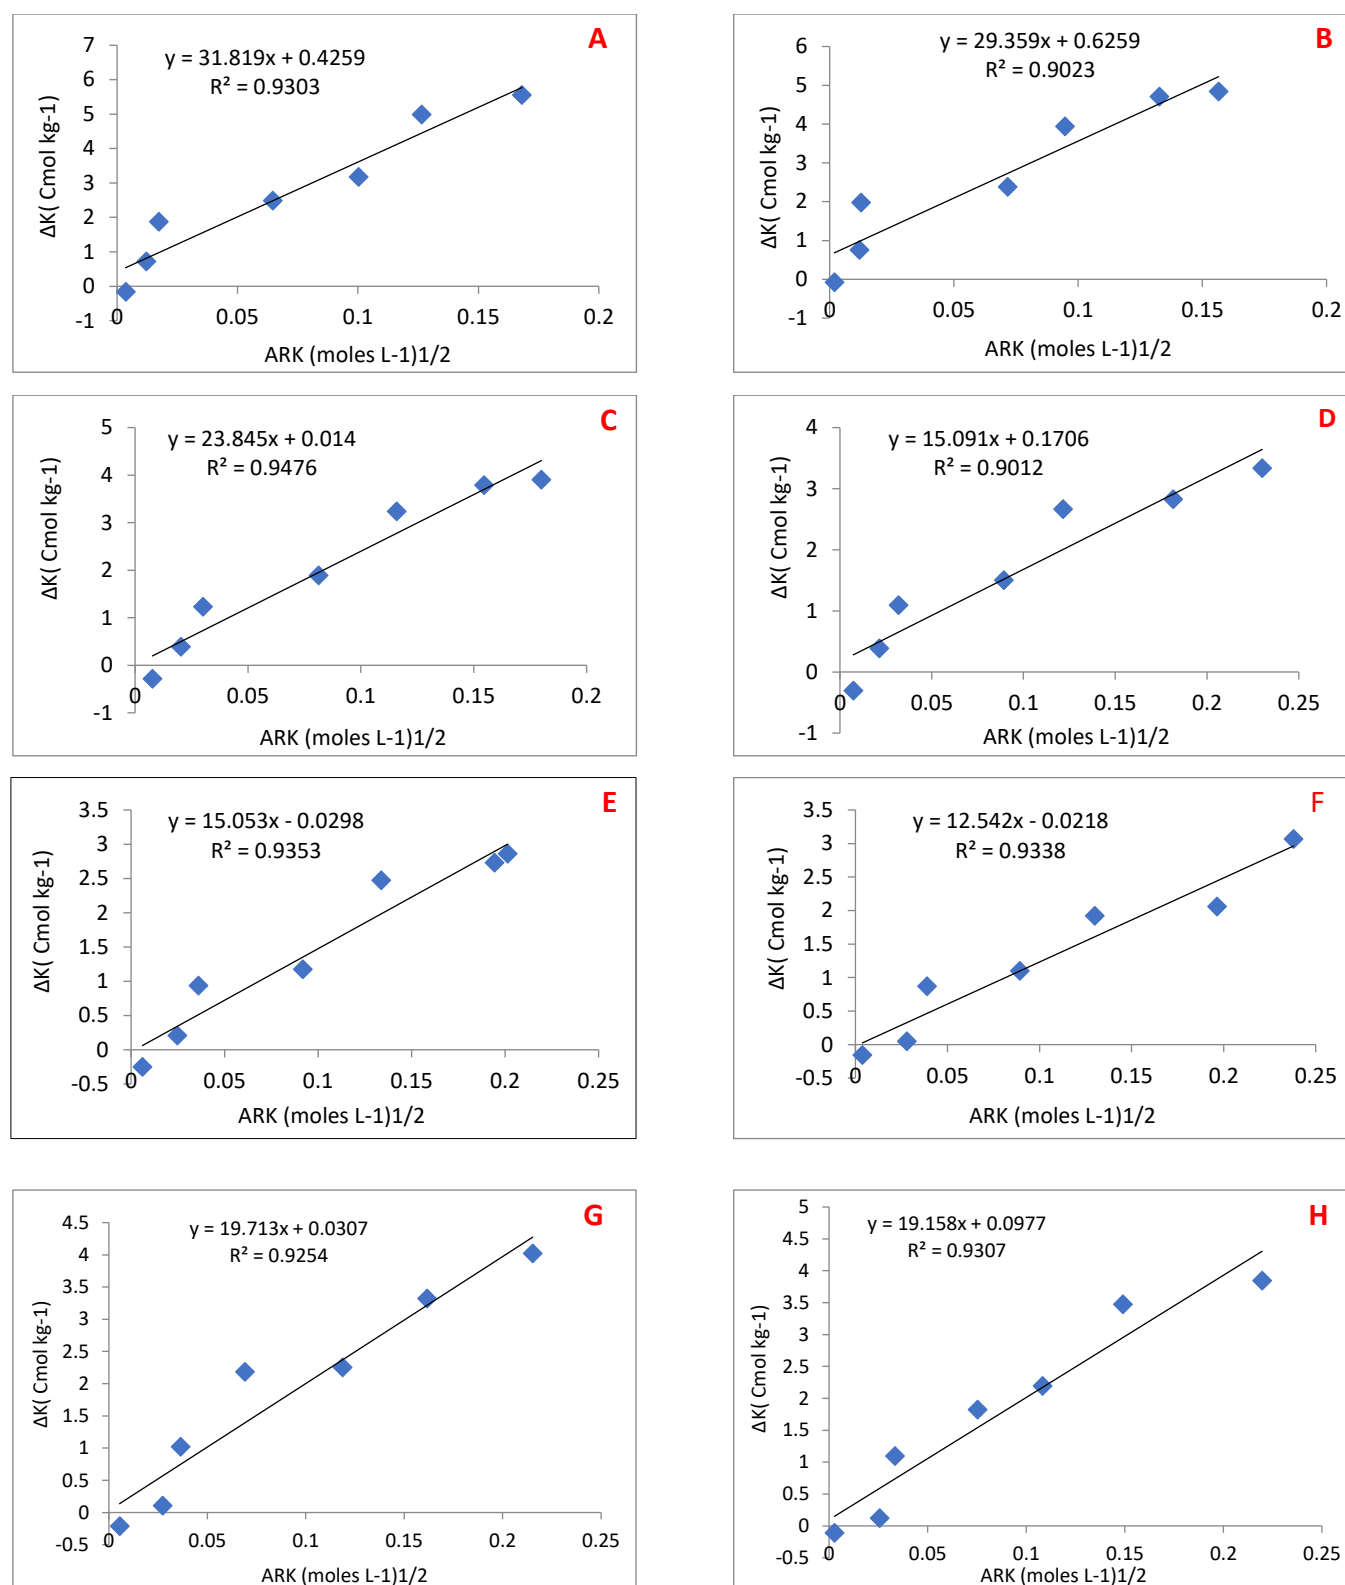 A
y = 31.819x + 0.4259
R² = 0.9303
7
6
5
4
3
2
1
0
-1
0
0.05
0.1
0.15
0.2
ΔK( Cmol kg-1)
ARK (moles L-1)1/2
B
y = 29.359x + 0.6259
R² = 0.9023
6
5
4
3
2
1
0
-1
0
0.05
0.1
0.15
0.2
ΔK( Cmol kg-1)
ARK (moles L-1)1/2
C
y = 23.845x + 0.014
R² = 0.9476
5
4
3
2
1
0
-1
0
0.05
0.1
0.15
0.2
ΔK( Cmol kg-1)
ARK (moles L-1)1/2
D
y = 15.091x + 0.1706
R² = 0.9012
4
3
2
1
0
-1
0
0.05
0.1
0.15
0.2
0.25
ΔK( Cmol kg-1)
ARK (moles L-1)1/2
E
y = 15.053x - 0.0298
R² = 0.9353
3.5
3
2.5
2
1.5
1
0.5
0
-0.5
0
0.05
0.1
0.15
0.2
0.25
ΔK( Cmol kg-1)
ARK (moles L-1)1/2
F
y = 12.542x - 0.0218
R² = 0.9338
3.5
3
2.5
2
1.5
1
0.5
0
-0.5
0
0.05
0.1
0.15
0.2
0.25
ΔK( Cmol kg-1)
ARK (moles L-1)1/2
G
y = 19.713x + 0.0307
R² = 0.9254
4.5
4
3.5
3
2.5
2
1.5
1
0.5
0
-0.5
0
0.05
0.1
0.15
0.2
0.25
ΔK( Cmol kg-1)
ARK (moles L-1)1/2
H
y = 19.158x + 0.0977
R² = 0.9307
5
4.5
4
3.5
3
2.5
2
1.5
1
0.5
0
-0.5
0
0.05
0.1
0.15
0.2
0.25
ΔK( Cmol kg-1)
ARK (moles L-1)1/2